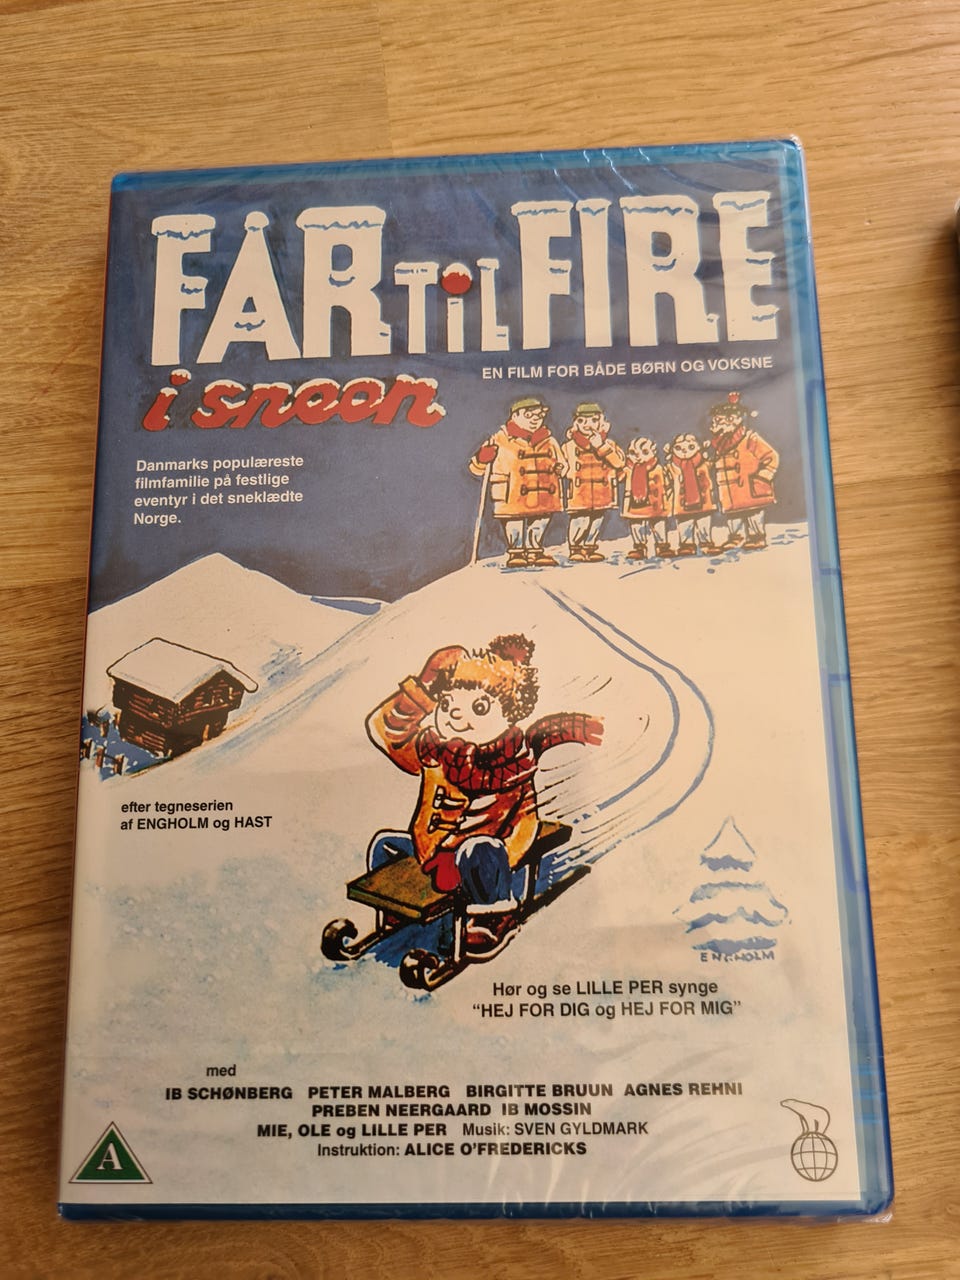 FAR TIL FIRE
i sneen
EN FILM FOR BÅDE BØRN OG VOKSNE
Danmarks populæreste
filmfamilie på festlige
eventyr i det sneklædte
Norge.
efter tegneserien
af ENGHOLM og HAST
ENGHOLM
Hør og se LILLE PER synge
"HEJ FOR DIG og HEJ FOR MIG"
med
IB SCHØNBERG PETER MALBERG BIRGITTE BRUUN AGNES REHNI
PREBEN NEERGAARD IB MOSSIN
MIE, OLE og LILLE PER Musik: SVEN GYLDMARK
Instruktion: ALICE O'FREDERICKS
A